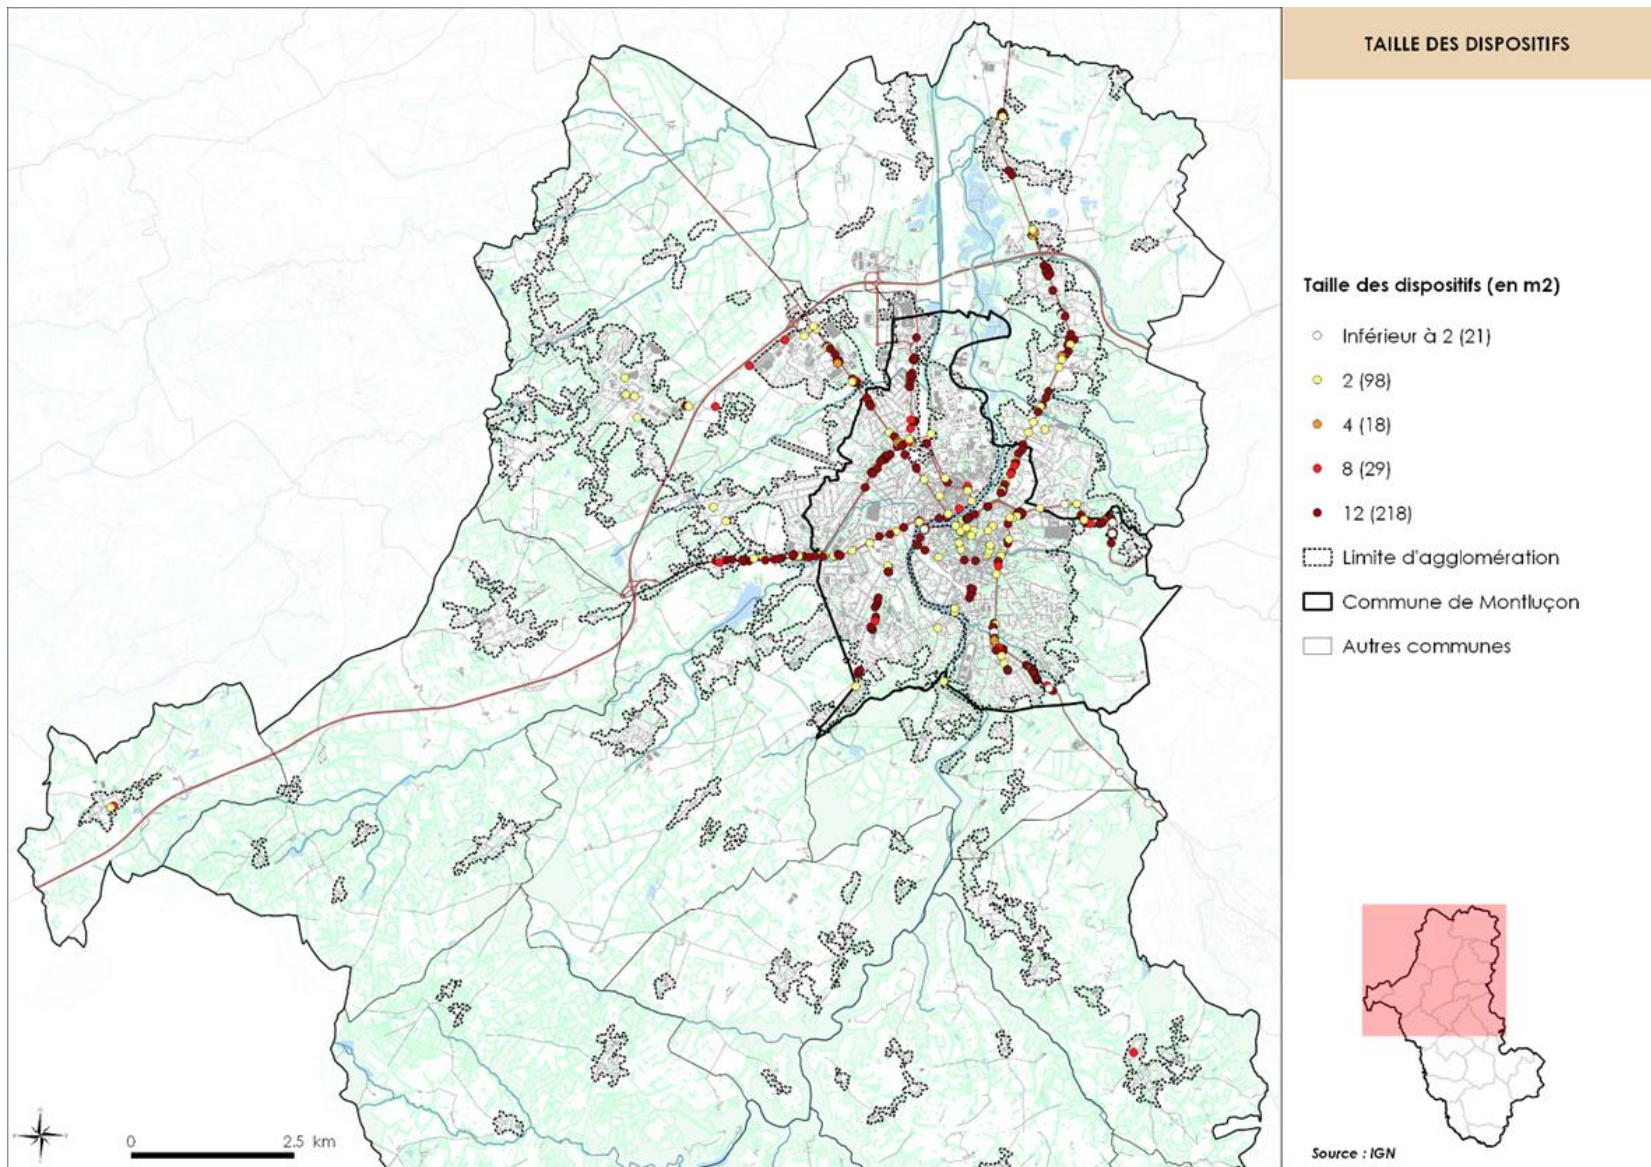 TAILLE DES DISPOSITIFS
Taille des dispositifs (en m2)
Inférieur à 2 (21)
2 (98)
4 (18)
8 (29)
12 (218)
Limite d'agglomération
Commune de Montluçon
Autres communes
0 2.5 km
Source : IGN